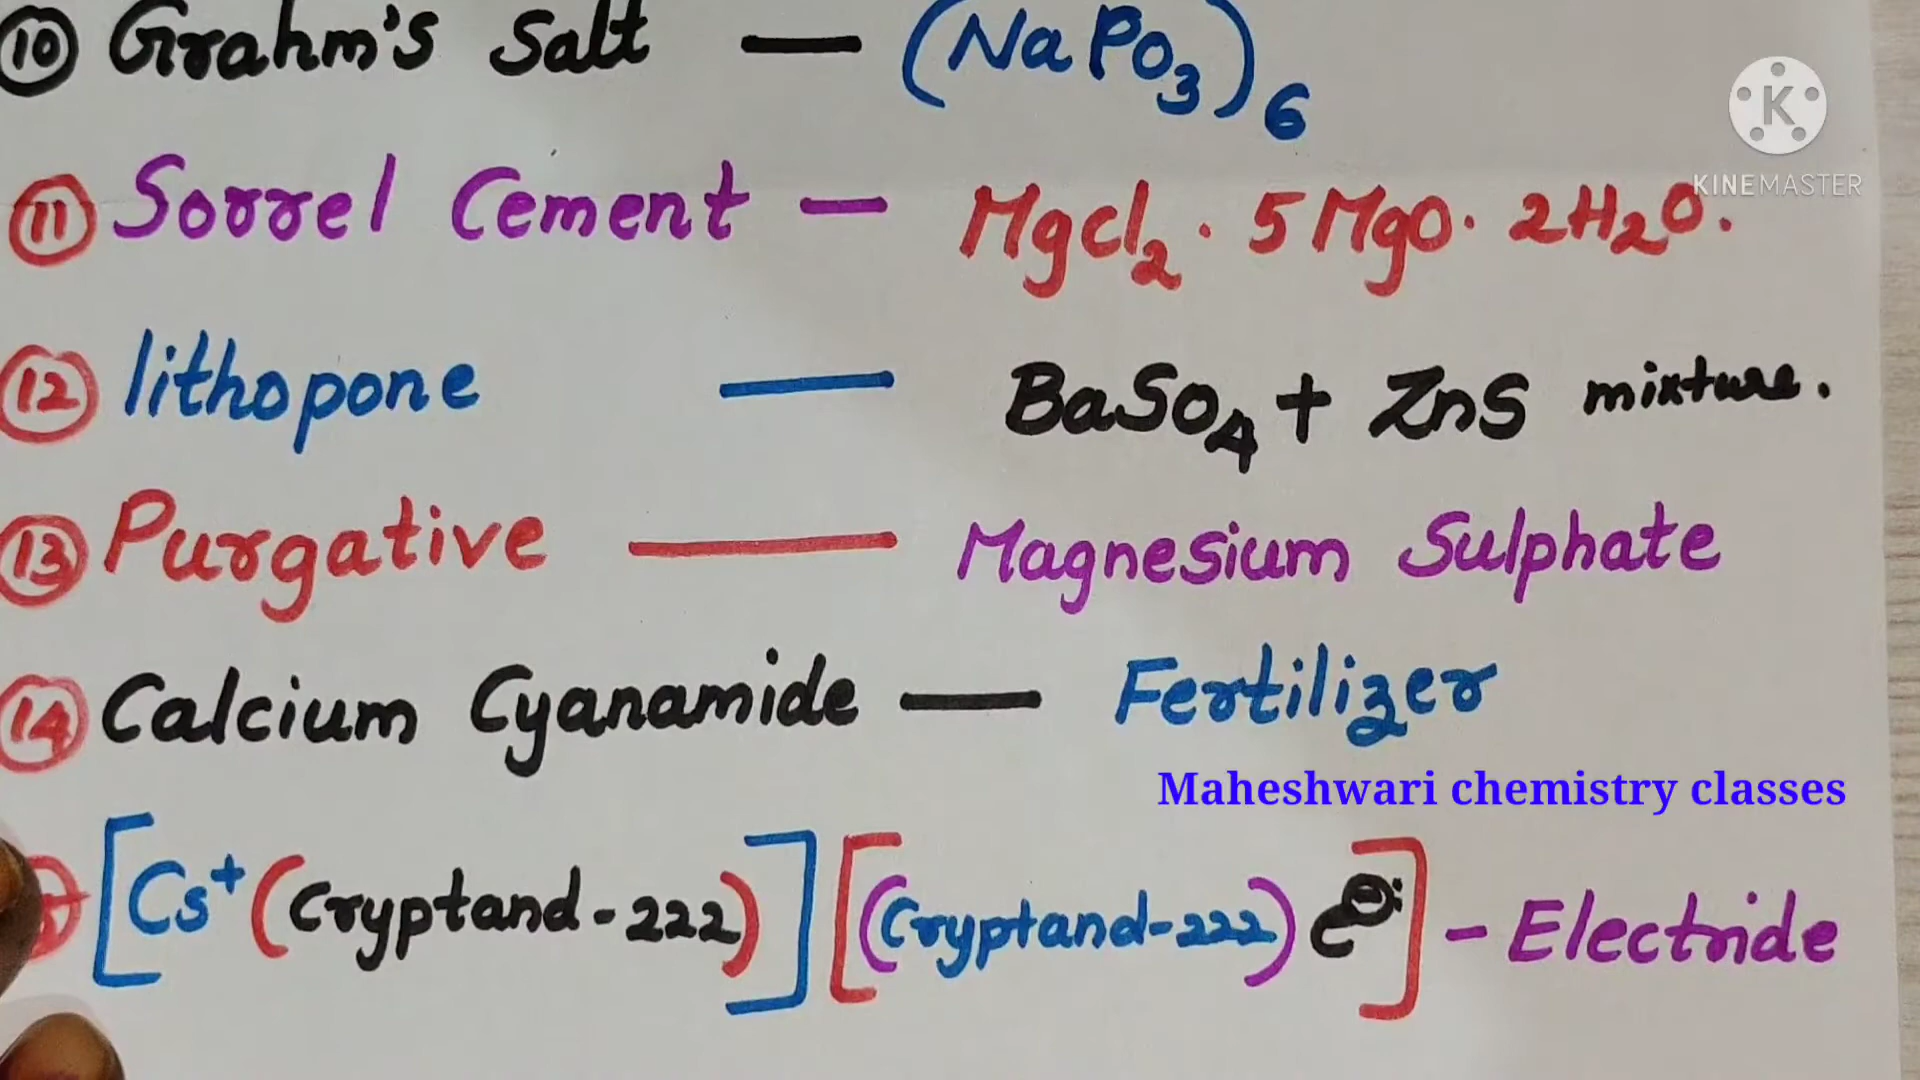 10 Grahm's Salt — (NaPO3)6
K
KINEMASTER
11 Sorrel Cement — MgCl2 · 5MgO · 2H2O.
12 lithopone — BaSO4 + ZnS mixture.
13 Purgative — Magnesium Sulphate
14 Calcium Cyanamide — Fertilizer
Maheshwari chemistry classes
[Cs+(Cryptand-222)] [(Cryptand-222) e⊖:] - Electride